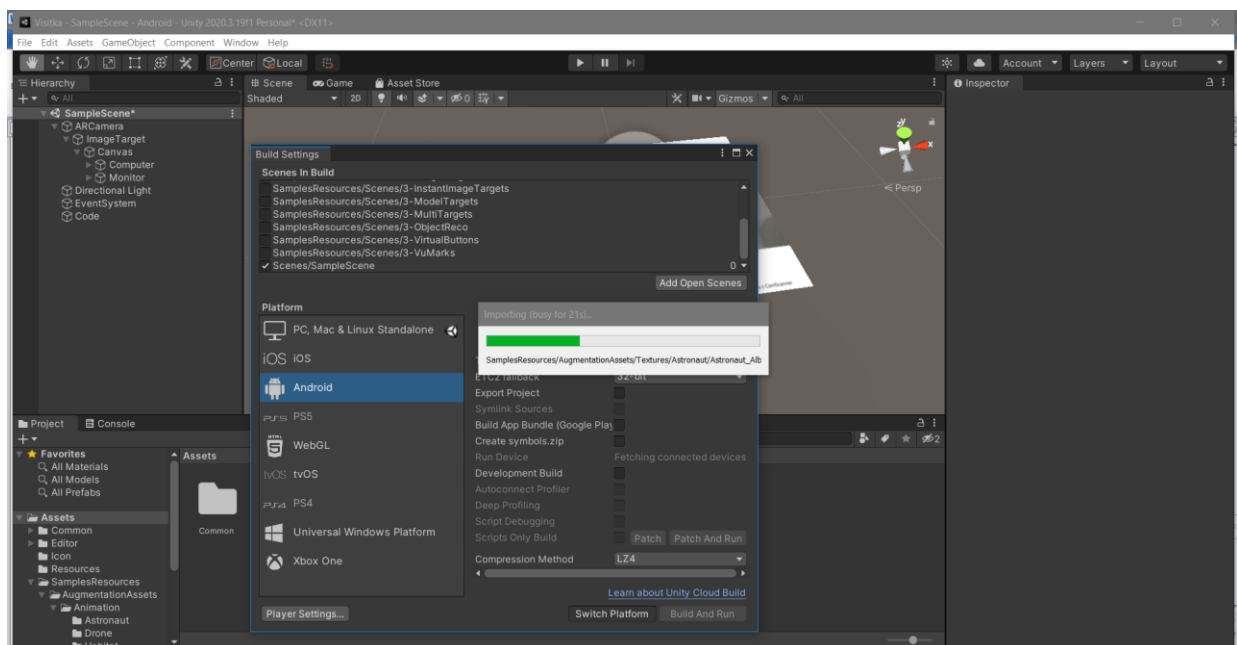 Visitka - SampleScene - Android - Unity 2020.3.19f1 Personal* <DX11>
File Edit Assets GameObject Component Window Help
Center Local
Account Layers Layout
Hierarchy
All
SampleScene*
ARCamera
ImageTarget
Canvas
Computer
Monitor
Directional Light
EventSystem
Code
Scene Game Asset Store
Shaded 2D 0 Gizmos All
y x
Persp
Inspector
Build Settings
Scenes In Build
SamplesResources/Scenes/3-InstantImageTargets
SamplesResources/Scenes/3-ModelTargets
SamplesResources/Scenes/3-MultiTargets
SamplesResources/Scenes/3-ObjectReco
SamplesResources/Scenes/3-VirtualButtons
SamplesResources/Scenes/3-VuMarks
Scenes/SampleScene 0
Add Open Scenes
Platform
PC, Mac & Linux Standalone
iOS iOS
Android
PS5 PS5
HTML WebGL
tvOS tvOS
PS4 PS4
Universal Windows Platform
Xbox One
Importing (busy for 21s)...
SamplesResources/AugmentationAssets/Textures/Astronaut/Astronaut_Alb
ETC2 fallback 32-bit
Export Project
Symlink Sources
Build App Bundle (Google Play
Create symbols.zip
Run Device Fetching connected devices
Development Build
Autoconnect Profiler
Deep Profiling
Script Debugging
Scripts Only Build Patch Patch And Run
Compression Method LZ4
Learn about Unity Cloud Build
Player Settings... Switch Platform Build And Run
Project Console
2
Favorites
All Materials
All Models
All Prefabs
Assets
Common
Editor
Icon
Resources
SamplesResources
AugmentationAssets
Animation
Astronaut
Drone
Assets
Common